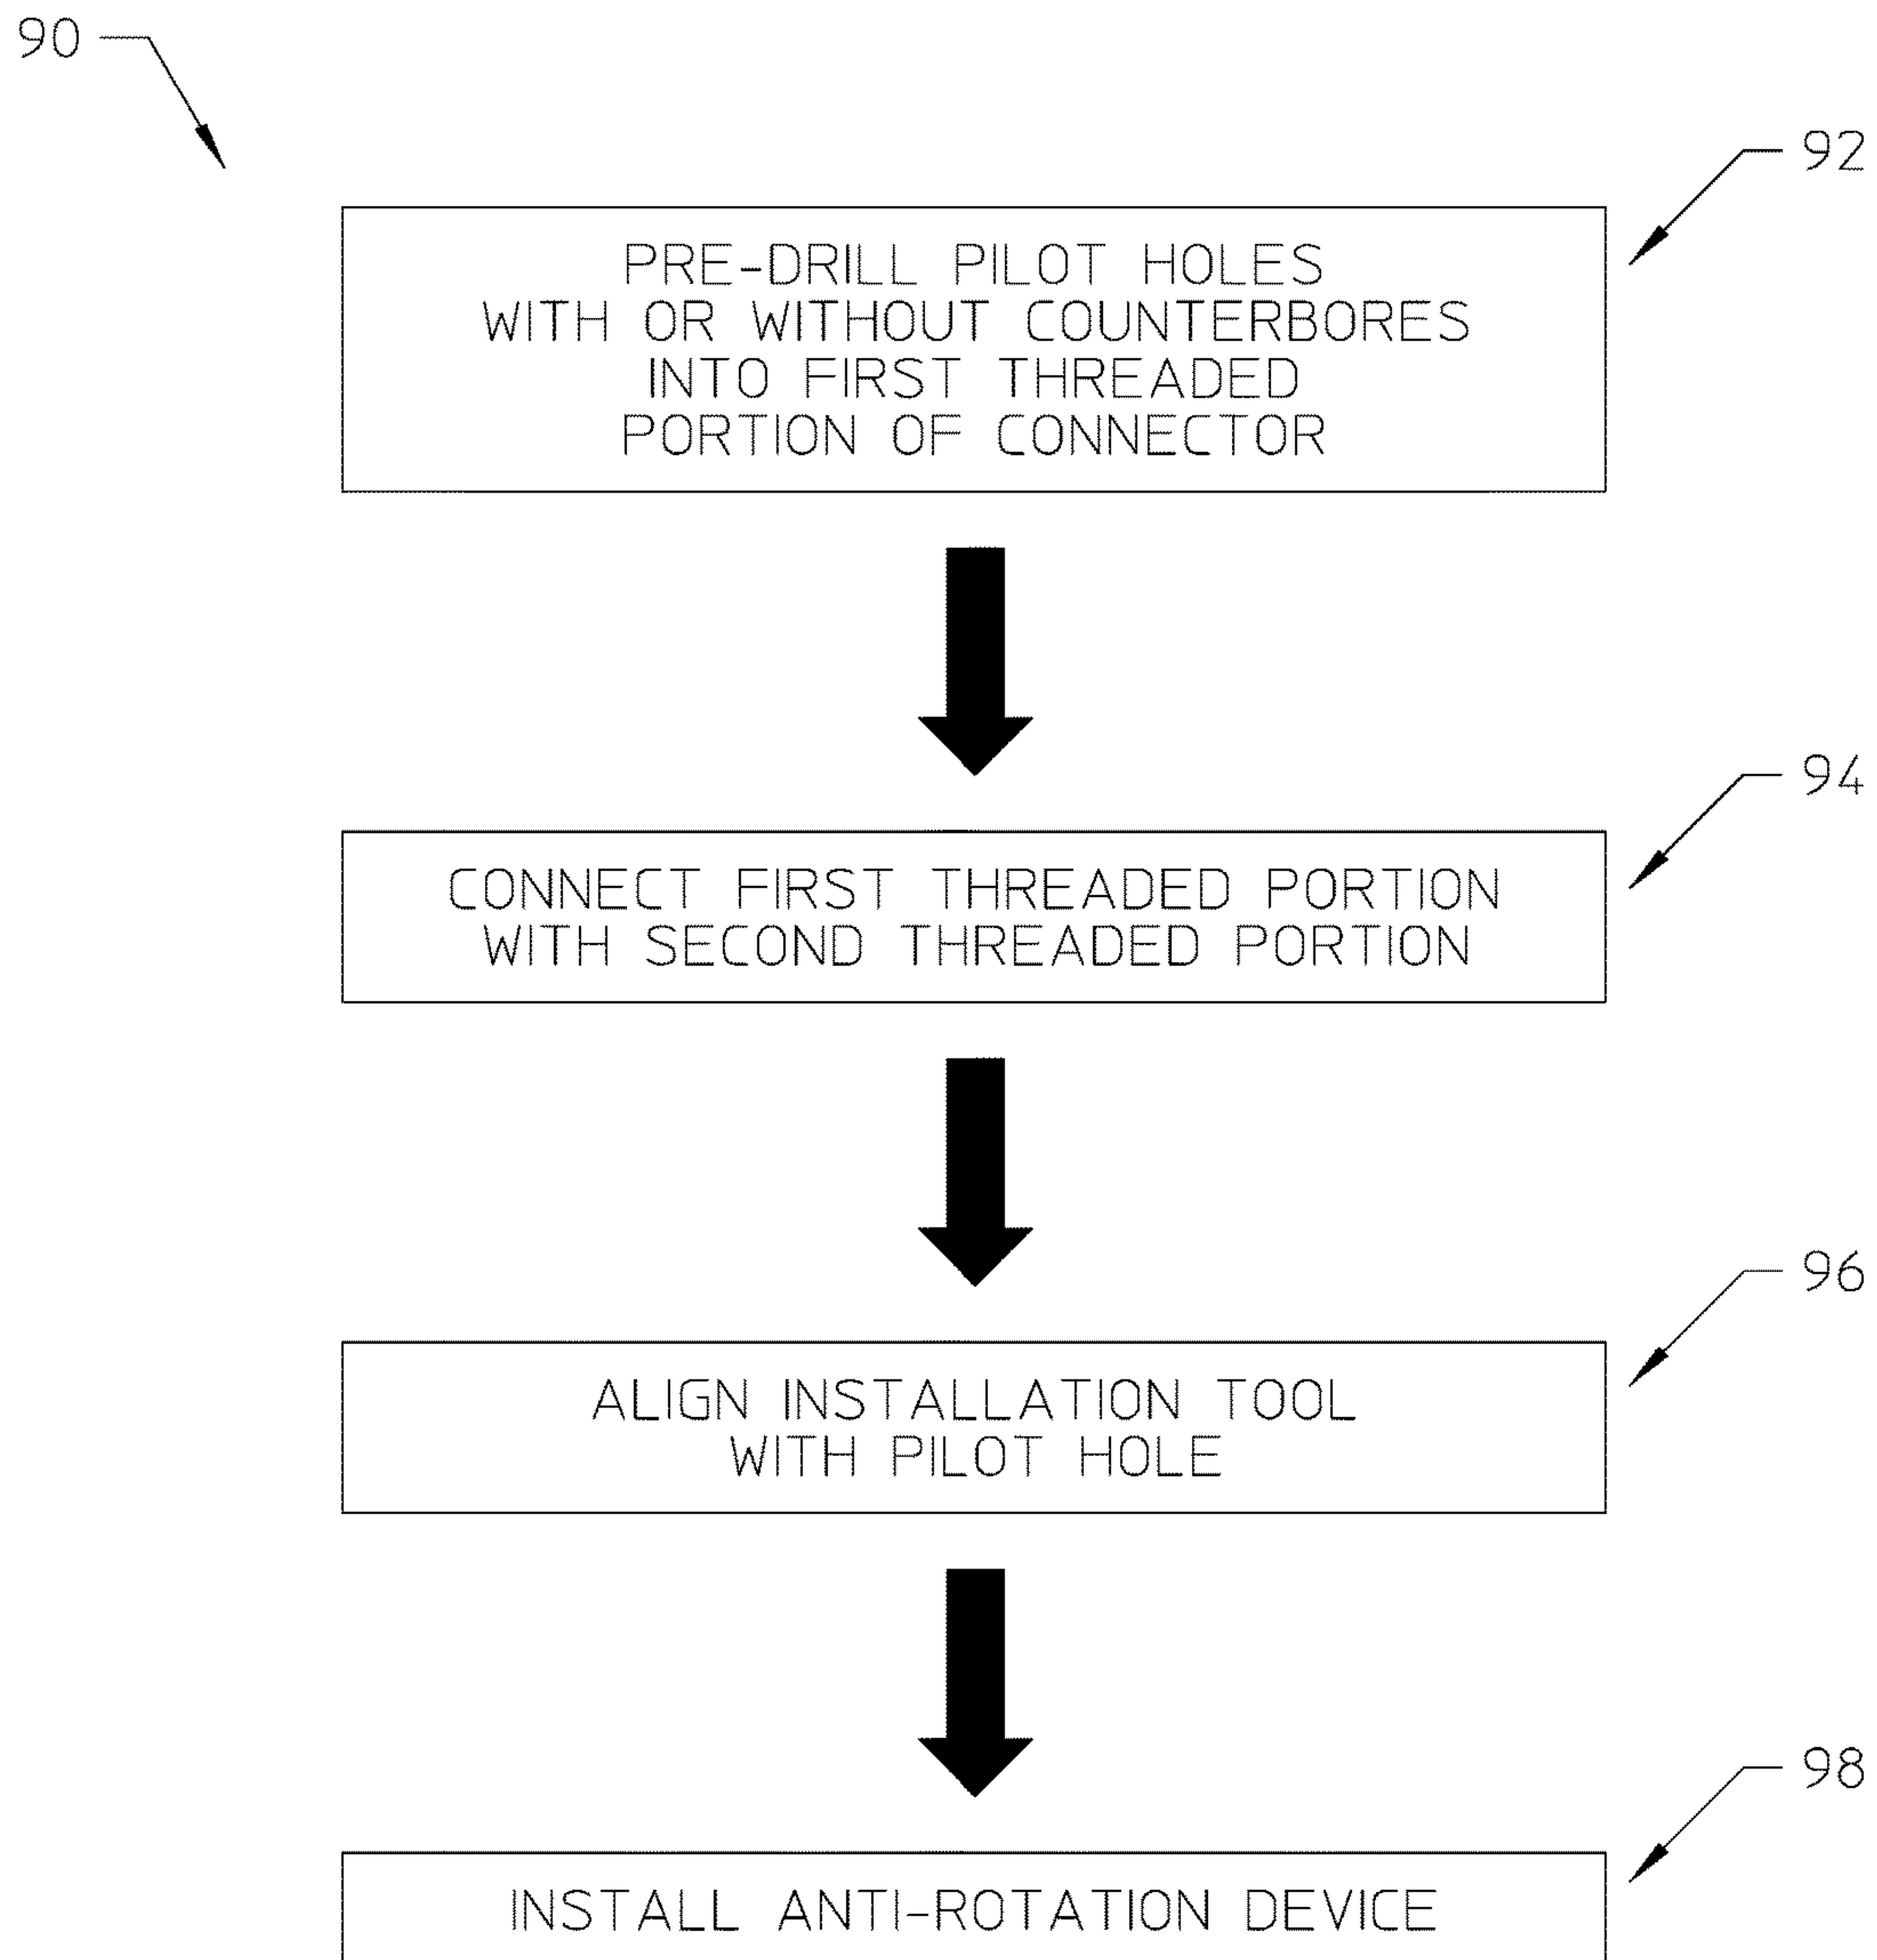 90
92
PRE-DRILL PILOT HOLES
WITH OR WITHOUT COUNTERBORES
INTO FIRST THREADED
PORTION OF CONNECTOR
94
CONNECT FIRST THREADED PORTION
WITH SECOND THREADED PORTION
96
ALIGN INSTALLATION TOOL
WITH PILOT HOLE
98
INSTALL ANTI-ROTATION DEVICE